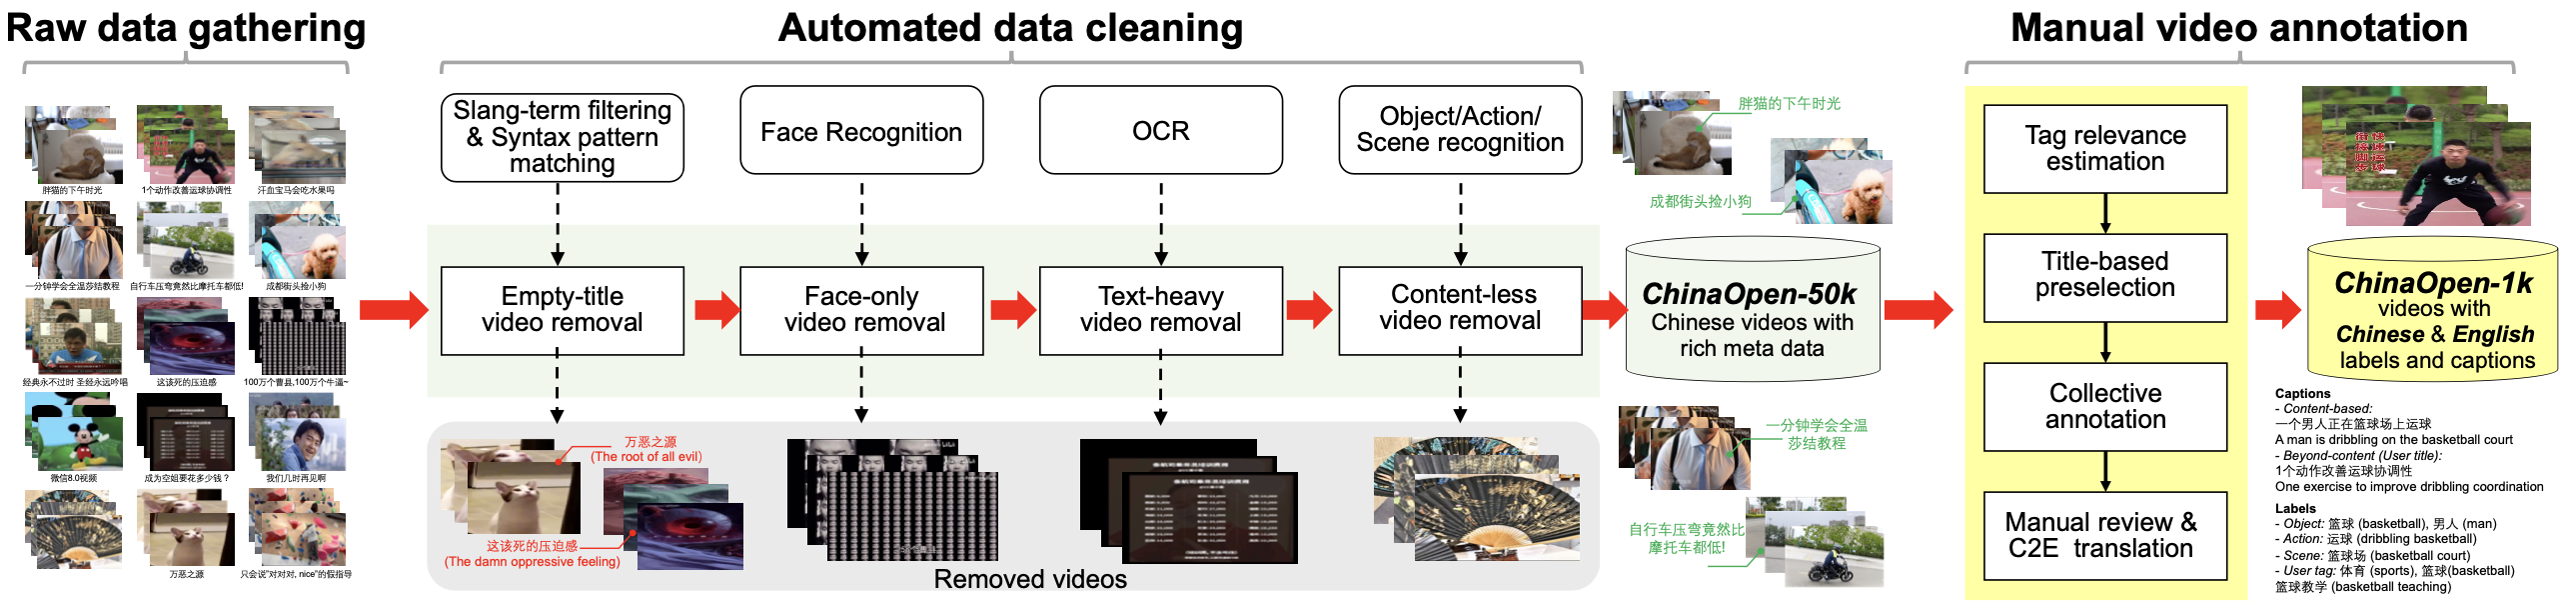 Raw data gathering
胖猫的下午时光
1个动作改善运球协调性
汗血宝马会吃水果吗
一分钟学会全温莎结教程
自行车压弯竟然比摩托车都低!
成都街头捡小狗
经典永不过时 圣经永远吟唱
这该死的压迫感
100万个曹县,100万个牛逼~
微信8.0视频
成为空姐要花多少钱？
我们几时再见啊
万恶之源
只会说"对对对, nice"的假指导
Automated data cleaning
Slang-term filtering
& Syntax pattern
matching
Face Recognition
OCR
Object/Action/
Scene recognition
Empty-title
video removal
Face-only
video removal
Text-heavy
video removal
Content-less
video removal
万恶之源
(The root of all evil)
这该死的压迫感
(The damn oppressive feeling)
Removed videos
胖猫的下午时光
成都街头捡小狗
ChinaOpen-50k
Chinese videos with
rich meta data
一分钟学会全温
莎结教程
自行车压弯竟然比
摩托车都低!
Manual video annotation
Tag relevance
estimation
Title-based
preselection
Collective
annotation
Manual review &
C2E translation
ChinaOpen-1k
videos with
Chinese & English
labels and captions
Captions
- Content-based:
一个男人正在篮球场上运球
A man is dribbling on the basketball court
- Beyond-content (User title):
1个动作改善运球协调性
One exercise to improve dribbling coordination
Labels
- Object: 篮球 (basketball), 男人 (man)
- Action: 运球 (dribbling basketball)
- Scene: 篮球场 (basketball court)
- User tag: 体育 (sports), 篮球(basketball)
篮球教学 (basketball teaching)